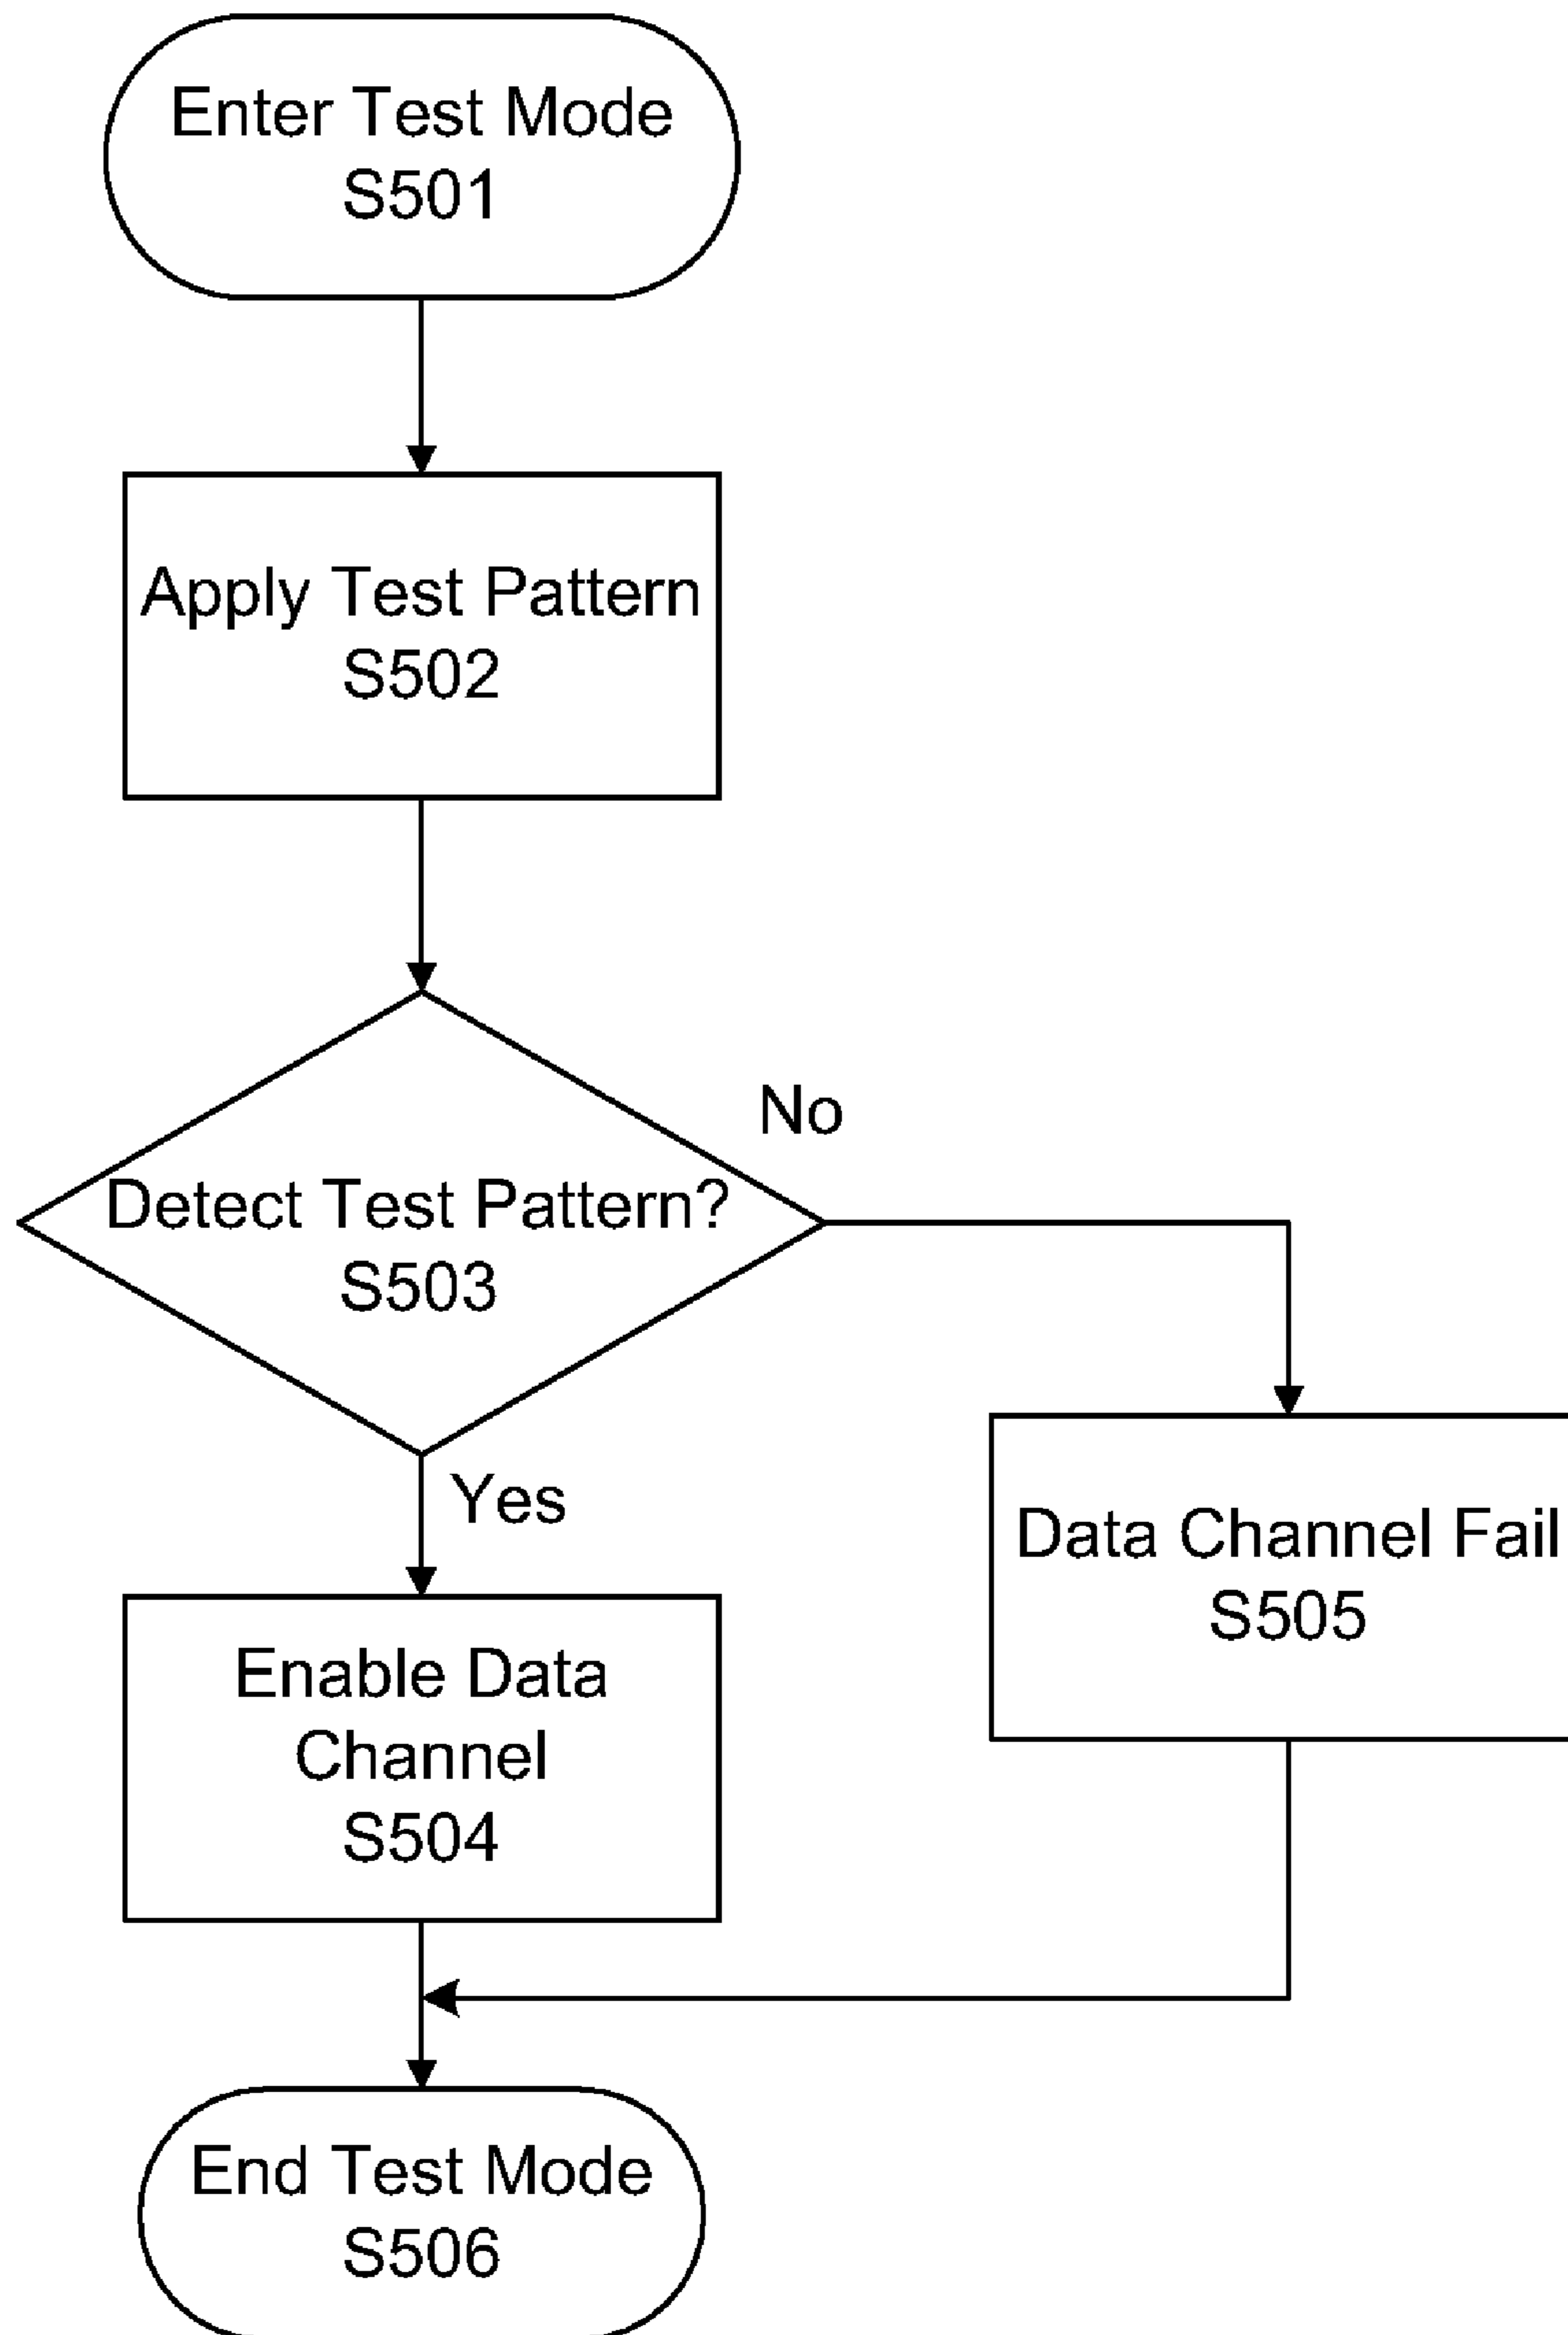 Enter Test Mode
S501
Apply Test Pattern
S502
No
Detect Test Pattern?
S503
Yes
Data Channel Fail
S505
Enable Data
Channel
S504
End Test Mode
S506